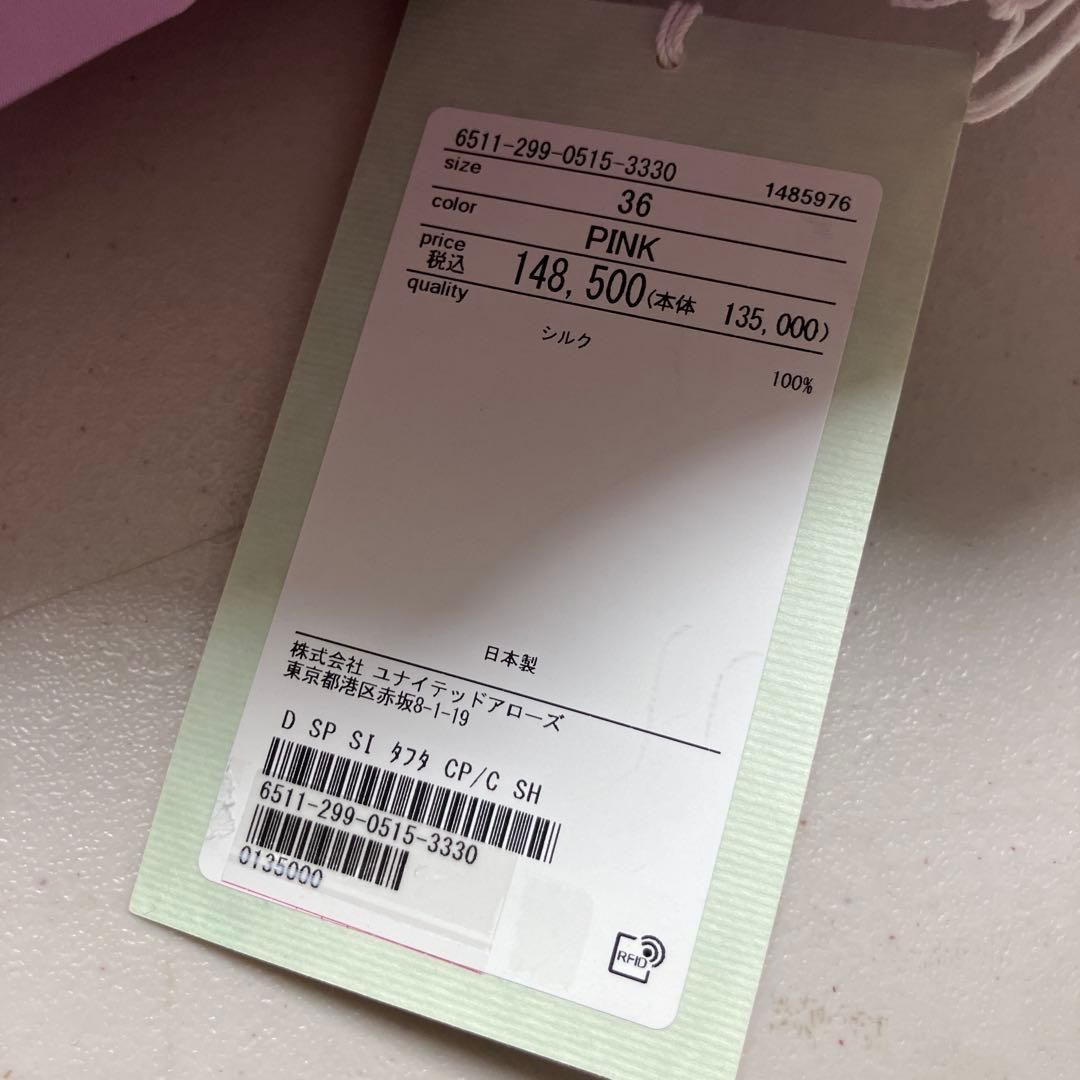 6511-299-0515-3330
1485976
size 36
color PINK
price 税込 148,500(本体 135,000)
quality
シルク 100%
日本製
株式会社 ユナイテッドアローズ
東京都港区赤坂8-1-19
D SP SI タフタ CP/C SH
6511-299-0515-3330
0135000
RFID